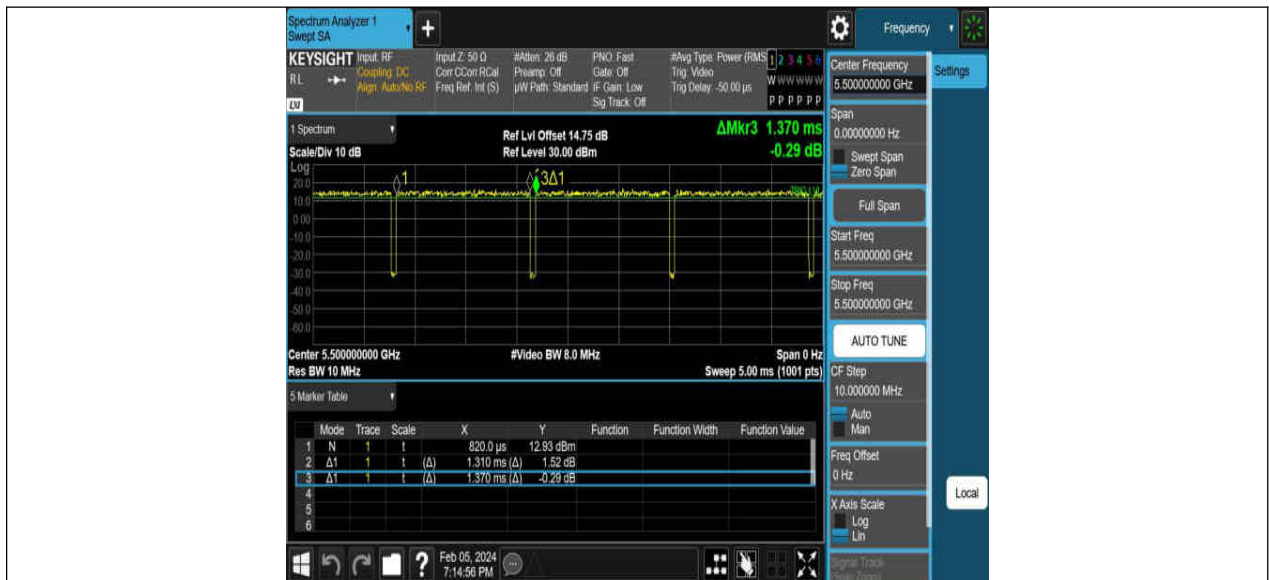 Spectrum Analyzer 1
Swept SA
+
Frequency
KEYSIGHT
RL
LXI
Input: RF
Coupling: DC
Align: Auto/No RF
Input Z: 50 Ω
Corr CCorr RCal
Freq Ref: Int (S)
#Atten: 26 dB
Preamp: Off
µW Path: Standard
PNO: Fast
Gate: Off
IF Gain: Low
Sig Track: Off
#Avg Type: Power (RMS
Trig: Video
Trig Delay: -50.00 µs
1 2 3 4 5 6
W W W W W W
P P P P P P
1 Spectrum
Scale/Div 10 dB
Ref Lvl Offset 14.75 dB
Ref Level 30.00 dBm
ΔMkr3 1.370 ms
-0.29 dB
Log
20.0
10.0
0.00
-10.0
-20.0
-30.0
-40.0
-50.0
-60.0
1
3Δ1
TRIG LVL
Center 5.500000000 GHz
#Video BW 8.0 MHz
Span 0 Hz
Res BW 10 MHz
Sweep 5.00 ms (1001 pts)
5 Marker Table
Mode Trace Scale X Y Function Function Width Function Value
1 N 1 t 820.0 µs 12.93 dBm
2 Δ1 1 t (Δ) 1.310 ms (Δ) 1.52 dB
3 Δ1 1 t (Δ) 1.370 ms (Δ) -0.29 dB
4
5
6
?
Feb 05, 2024
7:14:56 PM
Center Frequency
5.500000000 GHz
Span
0.00000000 Hz
Swept Span
Zero Span
Full Span
Start Freq
5.500000000 GHz
Stop Freq
5.500000000 GHz
AUTO TUNE
CF Step
10.000000 MHz
Auto
Man
Freq Offset
0 Hz
X Axis Scale
Log
Lin
Signal Track
(Span Zoom)
Settings
Local